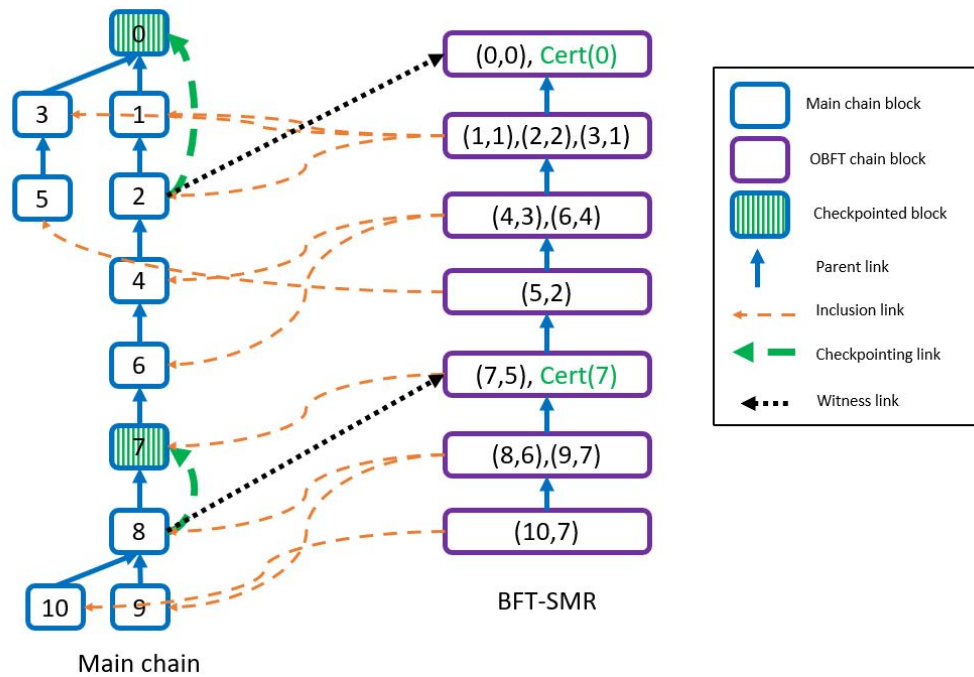 0
3
1
5
2
4
6
7
8
10
9
Main chain
(0,0), Cert(0)
(1,1),(2,2),(3,1)
(4,3),(6,4)
(5,2)
(7,5), Cert(7)
(8,6),(9,7)
(10,7)
BFT-SMR
Main chain block
OBFT chain block
Checkpointed block
Parent link
Inclusion link
Checkpointing link
Witness link